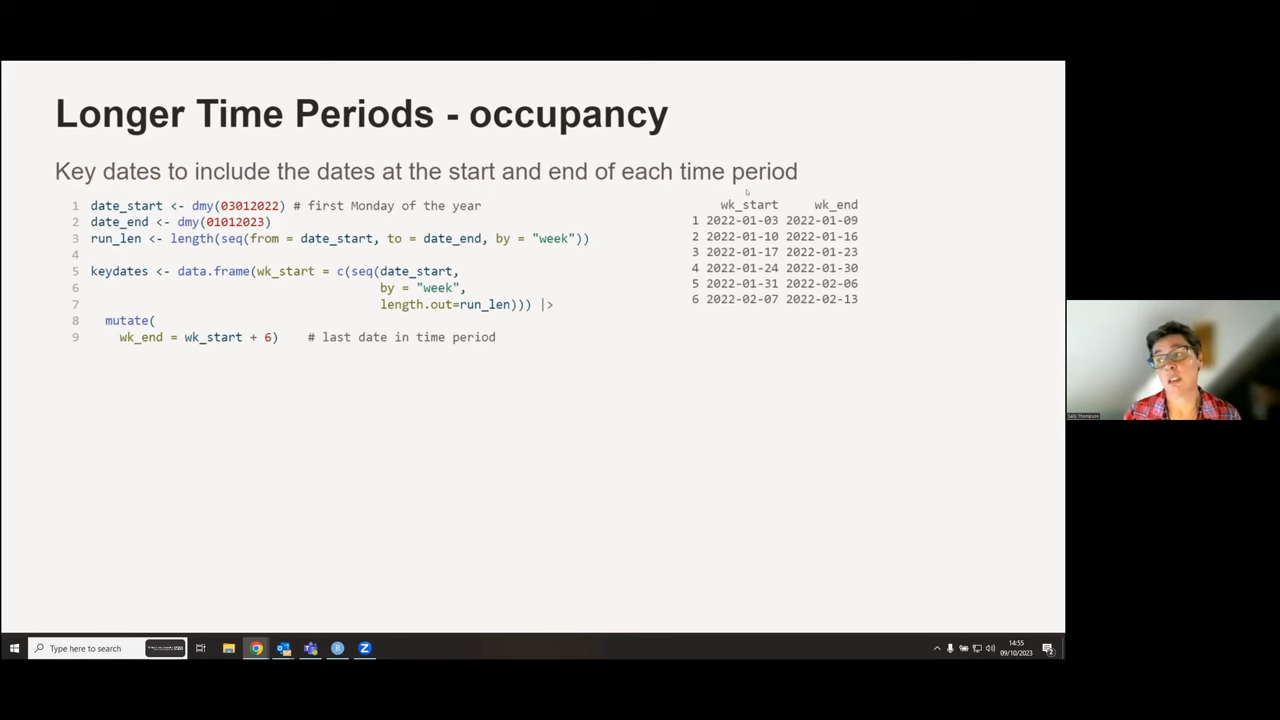 Longer Time Periods - occupancy
Key dates to include the dates at the start and end of each time period
1 date_start <- dmy(03012022) # first Monday of the year
2 date_end <- dmy(01012023)
3 run_len <- length(seq(from = date_start, to = date_end, by = "week"))
4
5 keydates <- data.frame(wk_start = c(seq(date_start,
6 by = "week",
7 length.out=run_len))) |>
8 mutate(
9 wk_end = wk_start + 6) # last date in time period
wk_start wk_end
1 2022-01-03 2022-01-09
2 2022-01-10 2022-01-16
3 2022-01-17 2022-01-23
4 2022-01-24 2022-01-30
5 2022-01-31 2022-02-06
6 2022-02-07 2022-02-13
Sally Thompson
Type here to search
14:55
09/10/2023